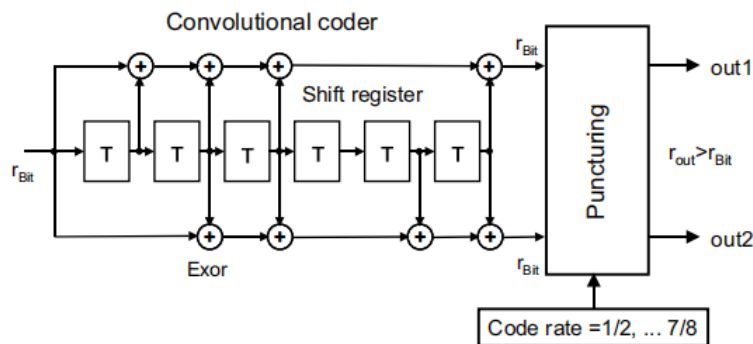 Convolutional coder
+ + + +
r_Bit
out1
Shift register
T T T T T T
r_Bit
Puncturing
r_out>r_Bit
+ + + +
out2
Exor
r_Bit
Code rate =1/2, ... 7/8